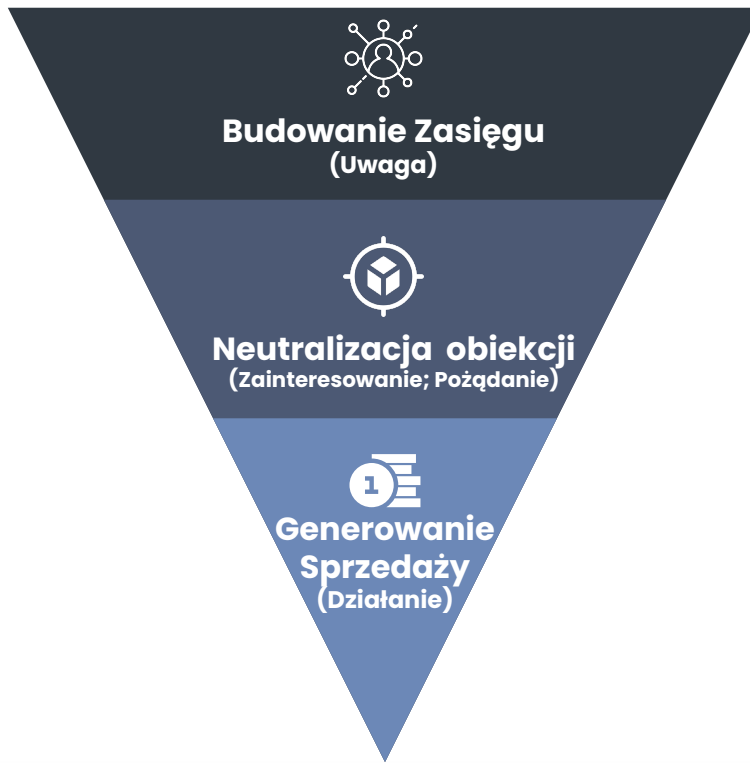 Budowanie Zasięgu
(Uwaga)
Neutralizacja obiekcji
(Zainteresowanie; Pożądanie)
1
Generowanie
Sprzedaży
(Działanie)